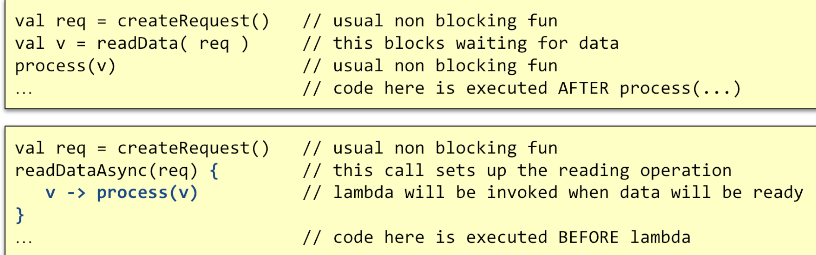 val req = createRequest()   // usual non blocking fun
val v = readData( req )     // this blocks waiting for data
process(v)                  // usual non blocking fun
…                           // code here is executed AFTER process(...)
val req = createRequest()   // usual non blocking fun
readDataAsync(req) {        // this call sets up the reading operation
   v -> process(v)          // lambda will be invoked when data will be ready
}
…                           // code here is executed BEFORE lambda